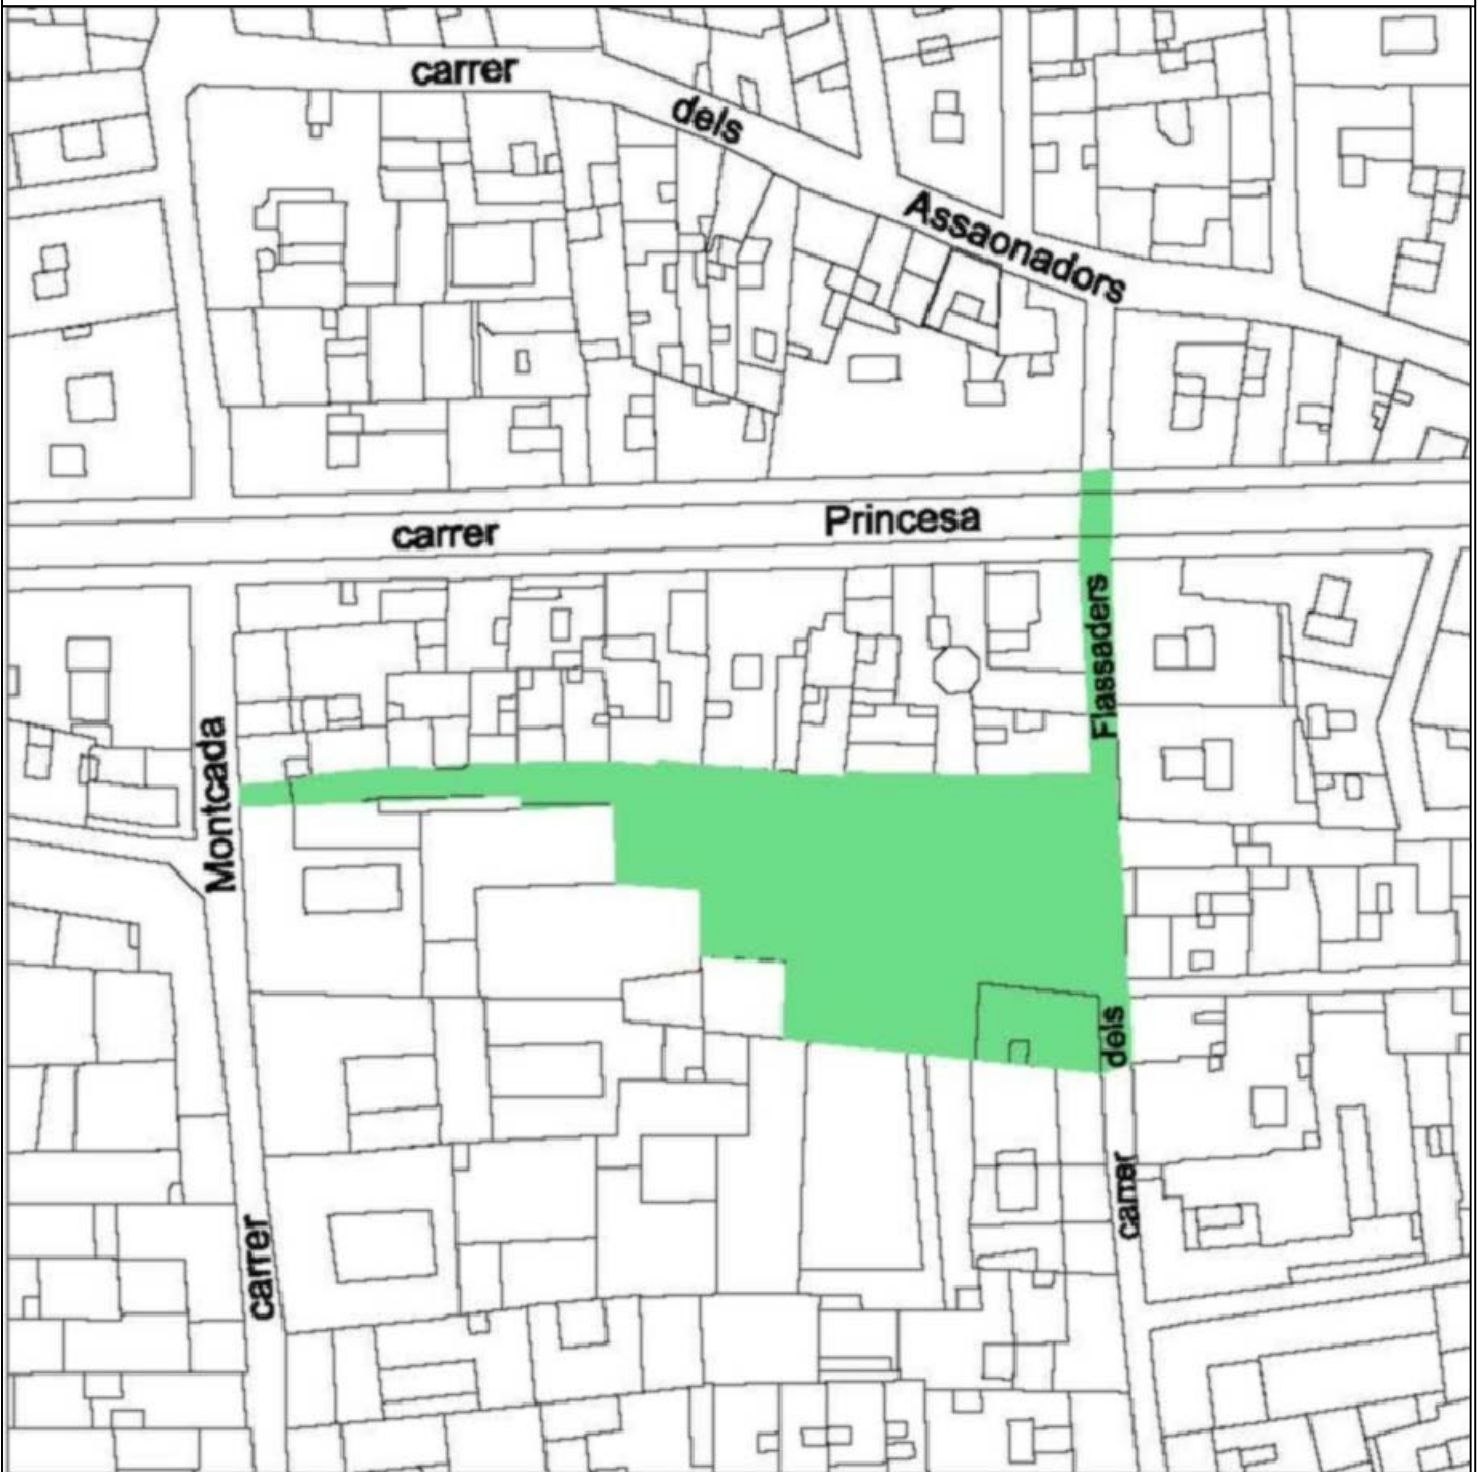 carrer
dels
Assaonadors
carrer
Princesa
Flassaders
dels
carrer
Montcada
carrer